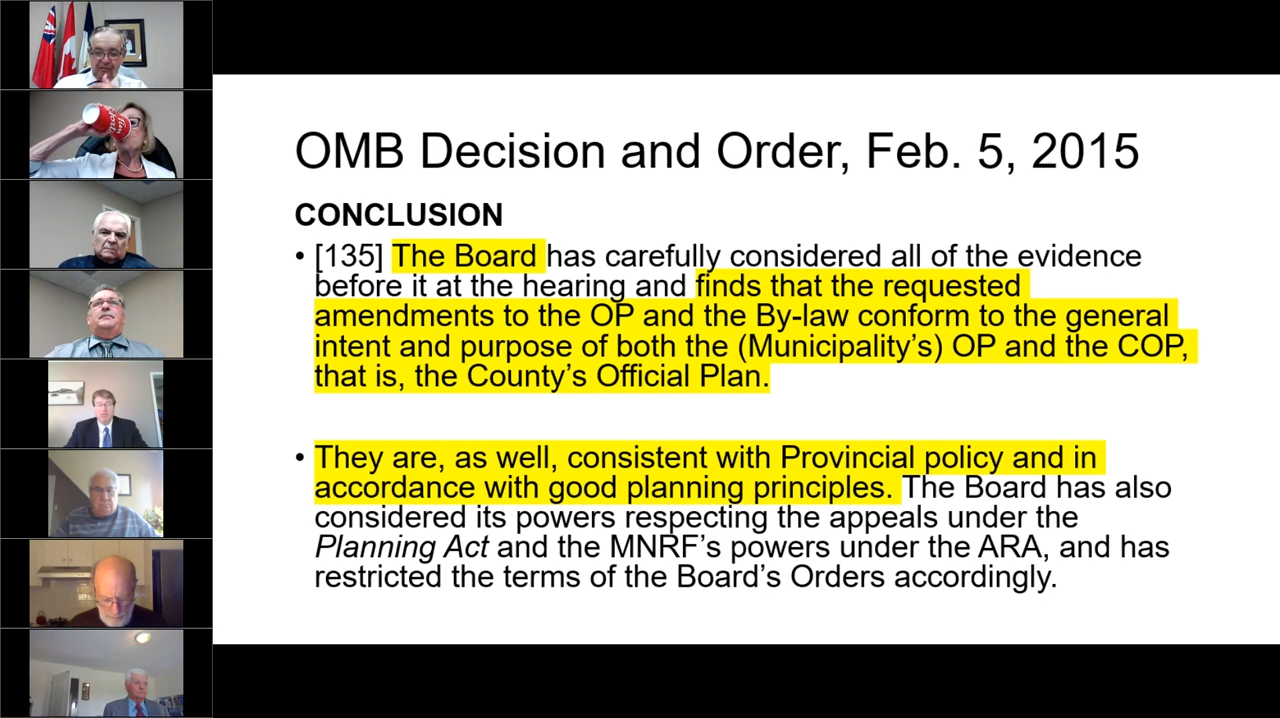 OMB Decision and Order, Feb. 5, 2015
CONCLUSION
• [135] The Board has carefully considered all of the evidence
before it at the hearing and finds that the requested
amendments to the OP and the By-law conform to the general
intent and purpose of both the (Municipality's) OP and the COP,
that is, the County's Official Plan.
• They are, as well, consistent with Provincial policy and in
accordance with good planning principles. The Board has also
considered its powers respecting the appeals under the
Planning Act and the MNRF's powers under the ARA, and has
restricted the terms of the Board's Orders accordingly.